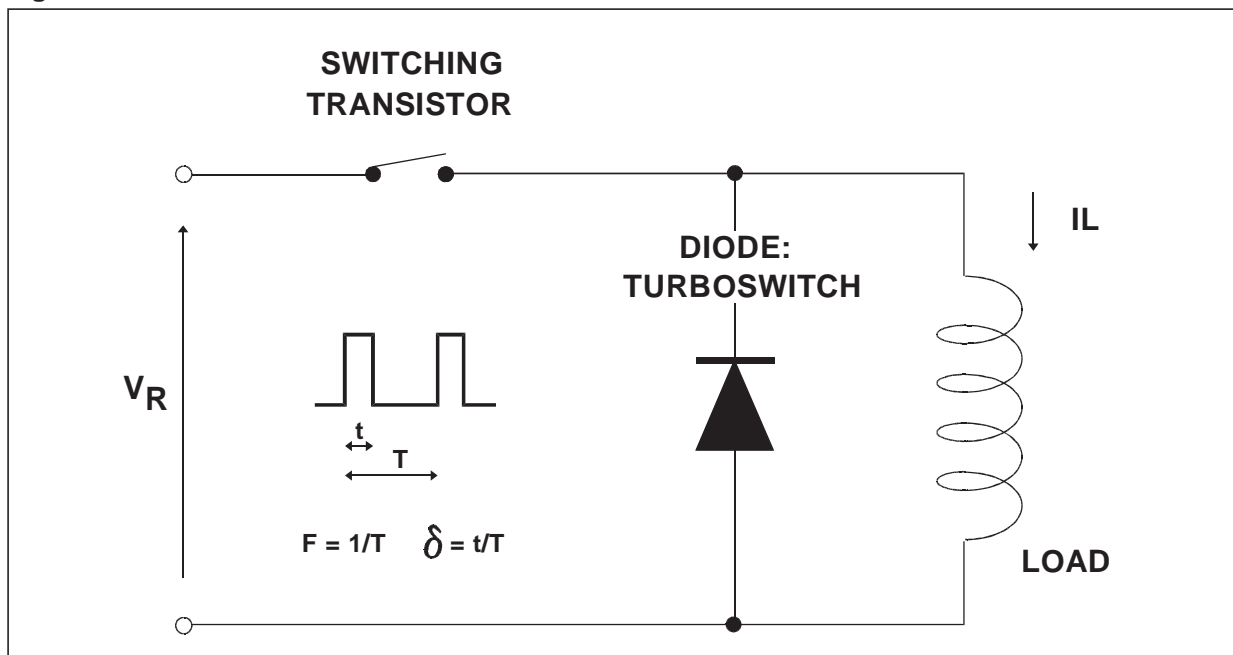 SWITCHING
TRANSISTOR
IL
DIODE:
TURBOSWITCH
VR
t
T
F = 1/T δ = t/T
LOAD